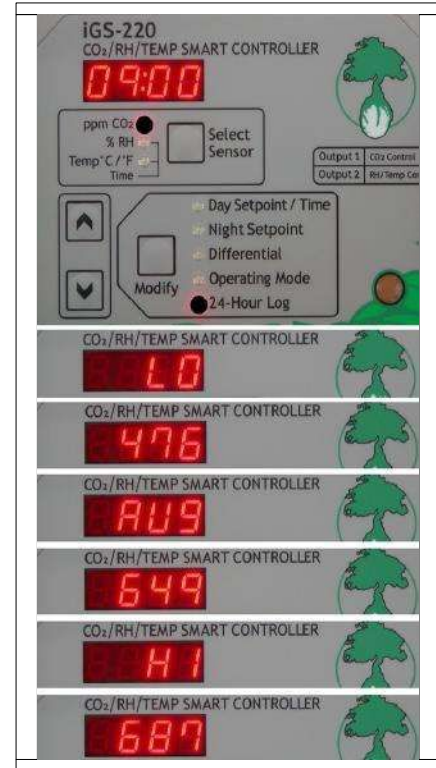 iGS-220
CO₂/RH/TEMP SMART CONTROLLER
09:00
ppm CO₂
% RH
Temp°C/°F
Time
Select
Sensor
Output 1 CO₂ Control
Output 2 RH/Temp Con
Day Setpoint / Time
Night Setpoint
Differential
Operating Mode
24-Hour Log
Modify
CO₂/RH/TEMP SMART CONTROLLER
LO
CO₂/RH/TEMP SMART CONTROLLER
476
CO₂/RH/TEMP SMART CONTROLLER
AUg
CO₂/RH/TEMP SMART CONTROLLER
649
CO₂/RH/TEMP SMART CONTROLLER
HI
CO₂/RH/TEMP SMART CONTROLLER
687